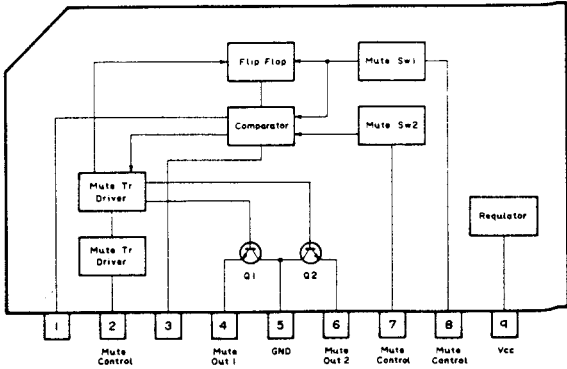 Flip Flop
Mute Sw1
Comparator
Mute Sw2
Mute Tr
Driver
Requlator
Mute Tr
Driver
Q1
Q2
1
2
3
4
5
6
7
8
9
Mute
Control
Mute
Out 1
GND
Mute
Out 2
Mute
Control
Mute
Control
Vcc